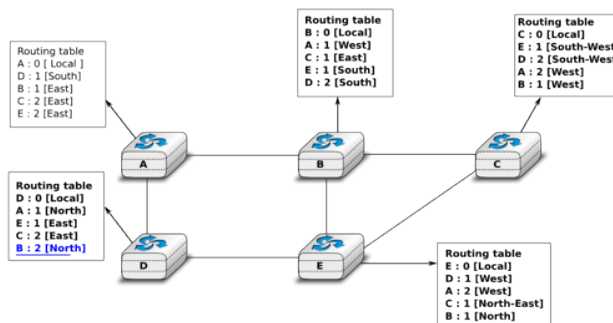 Routing table
A : 0 [ Local ]
D : 1 [South]
B : 1 [East]
C : 2 [East]
E : 2 [East]
Routing table
B : 0 [Local]
A : 1 [West]
C : 1 [East]
E : 1 [South]
D : 2 [South]
Routing table
C : 0 [Local]
E : 1 [South-West
D : 2 [South-West
A : 2 [West]
B : 1 [West]
A
B
C
Routing table
D : 0 [Local]
A : 1 [North]
E : 1 [East]
C : 2 [East]
B : 2 [North]
D
E
Routing table
E : 0 [Local]
D : 1 [West]
A : 2 [West]
C : 1 [North-East]
B : 1 [North]